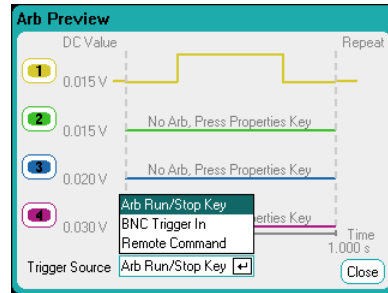 Arb Preview
DC Value Repeat
1 0.015 V
2 0.015 V No Arb, Press Properties Key
3 0.020 V No Arb, Press Properties Key
Arb Run/Stop Key
4 0.030 V BNC Trigger In perties Key
Remote Command Time
1.000 s
Trigger Source Arb Run/Stop Key Close